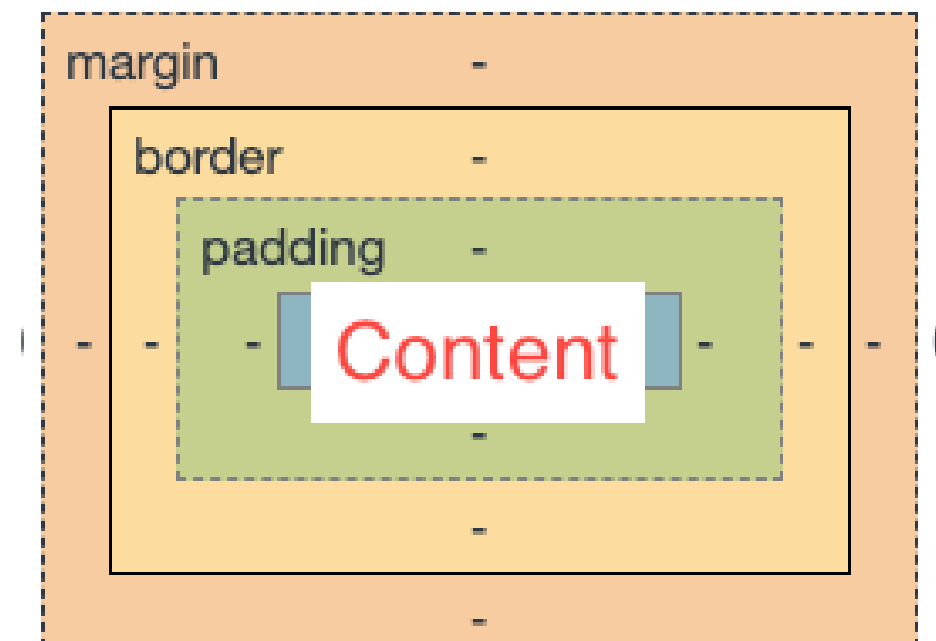 margin -
border -
padding -
- - - Content - - -
-
-
-